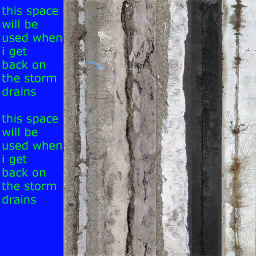 this space
will be
used when
i get
back on
the storm
drains
this space
will be
used when
i get
back on
the storm
drains